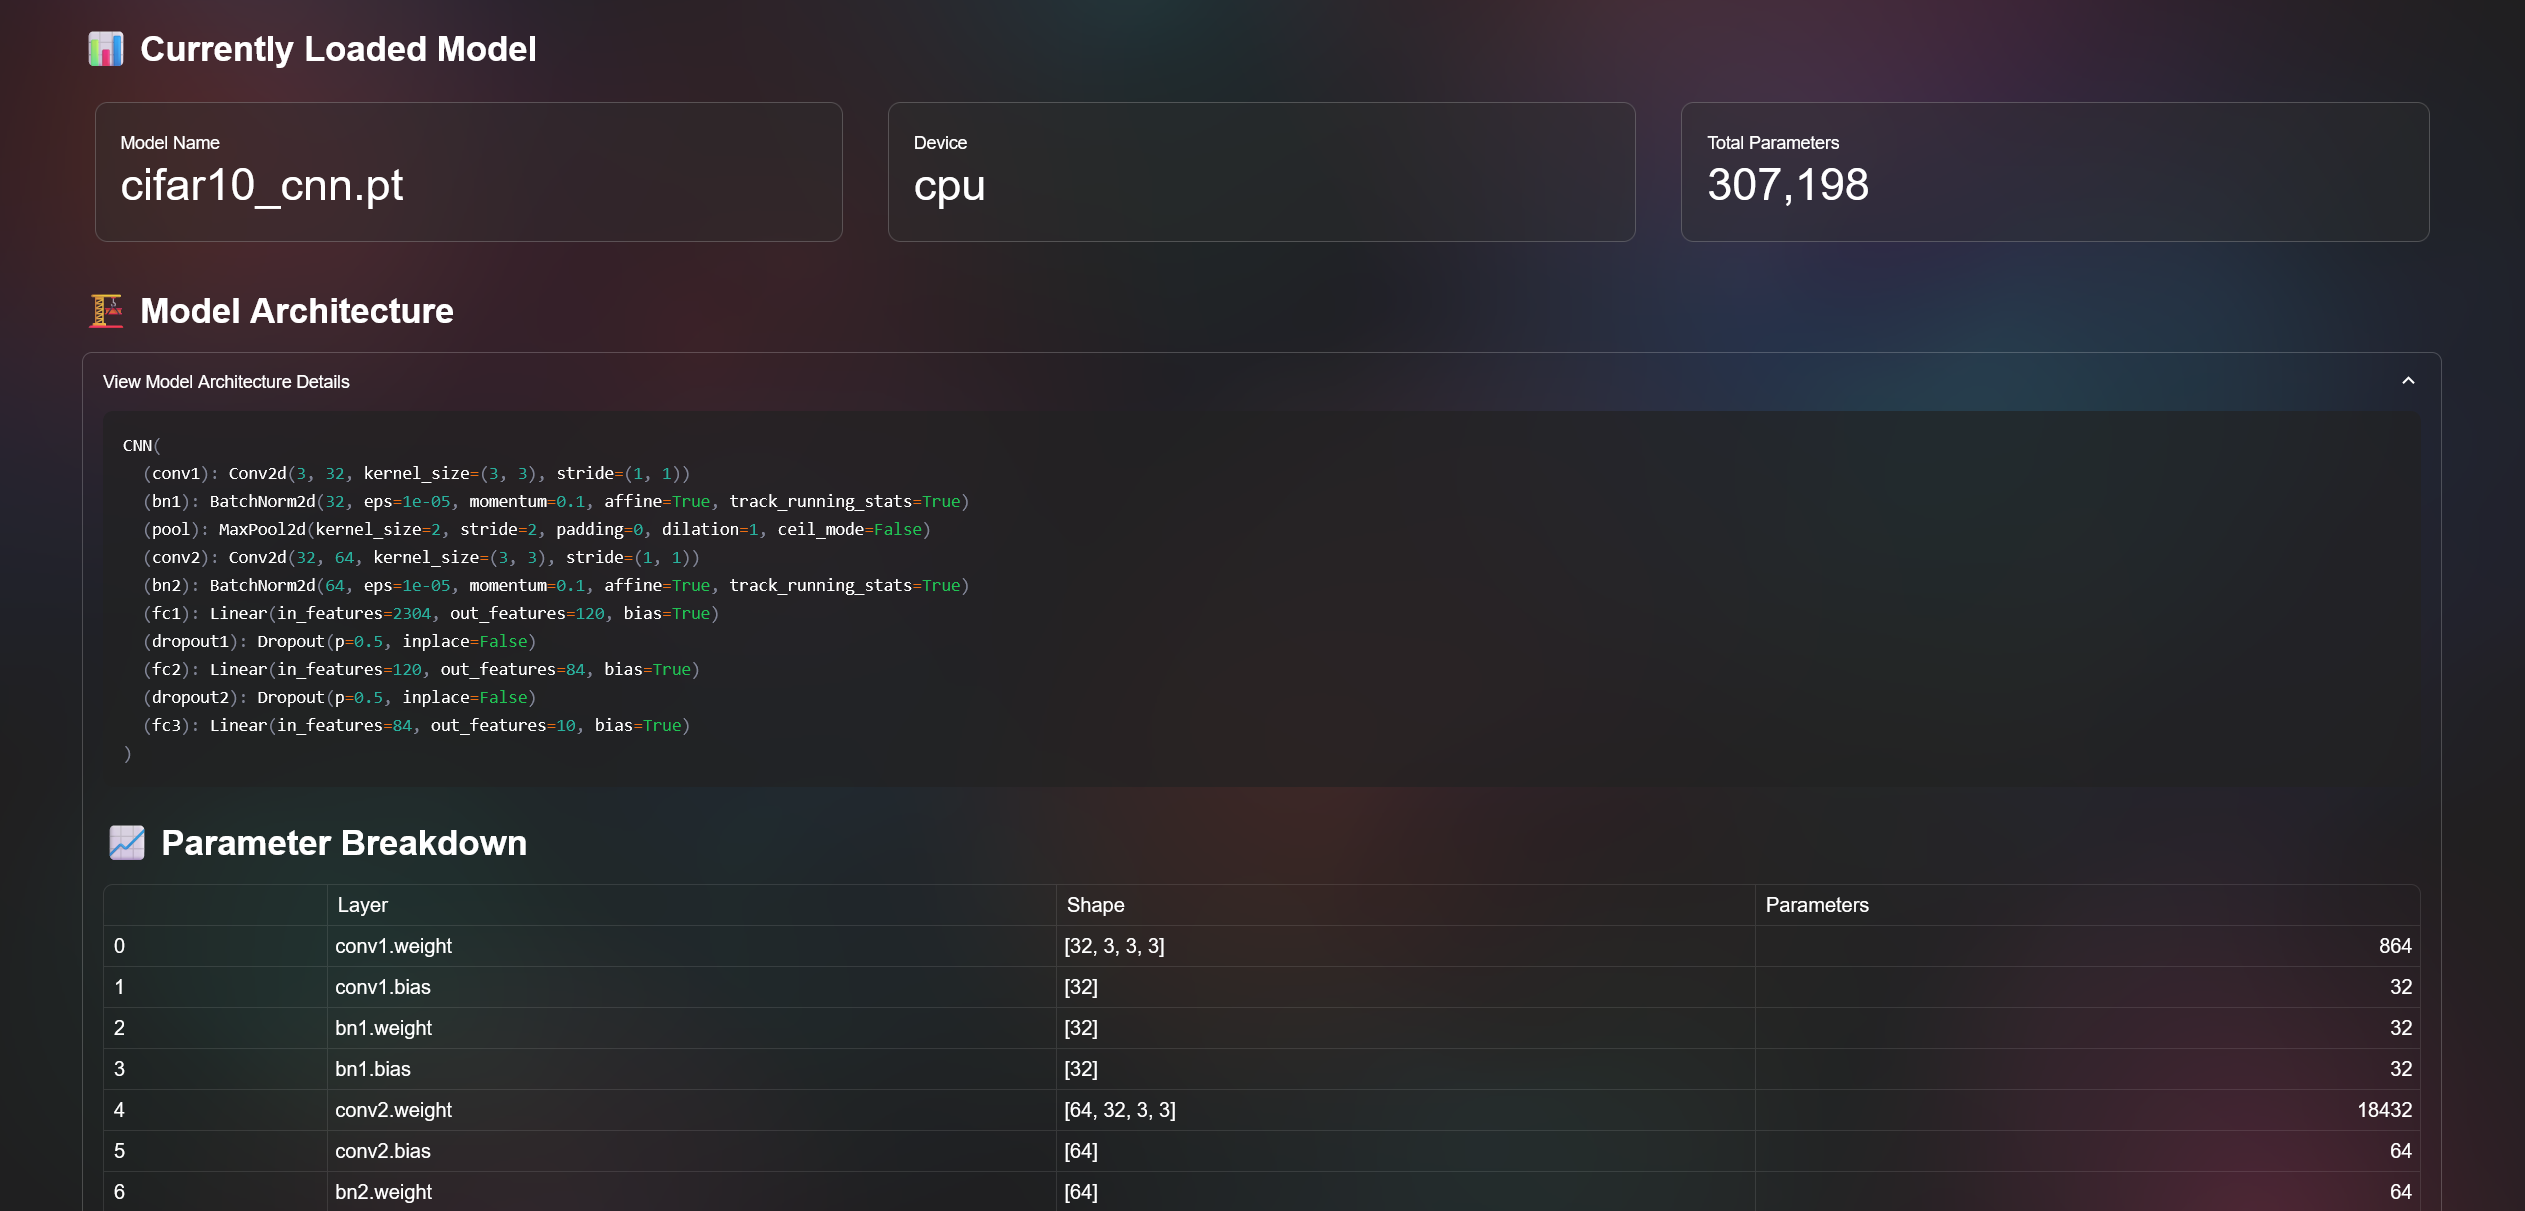 Currently Loaded Model
Model Name
cifar10_cnn.pt
Device
cpu
Total Parameters
307,198
Model Architecture
View Model Architecture Details
CNN(
  (conv1): Conv2d(3, 32, kernel_size=(3, 3), stride=(1, 1))
  (bn1): BatchNorm2d(32, eps=1e-05, momentum=0.1, affine=True, track_running_stats=True)
  (pool): MaxPool2d(kernel_size=2, stride=2, padding=0, dilation=1, ceil_mode=False)
  (conv2): Conv2d(32, 64, kernel_size=(3, 3), stride=(1, 1))
  (bn2): BatchNorm2d(64, eps=1e-05, momentum=0.1, affine=True, track_running_stats=True)
  (fc1): Linear(in_features=2304, out_features=120, bias=True)
  (dropout1): Dropout(p=0.5, inplace=False)
  (fc2): Linear(in_features=120, out_features=84, bias=True)
  (dropout2): Dropout(p=0.5, inplace=False)
  (fc3): Linear(in_features=84, out_features=10, bias=True)
)
Parameter Breakdown
Layer Shape Parameters
0 conv1.weight [32, 3, 3, 3] 864
1 conv1.bias [32] 32
2 bn1.weight [32] 32
3 bn1.bias [32] 32
4 conv2.weight [64, 32, 3, 3] 18432
5 conv2.bias [64] 64
6 bn2.weight [64] 64